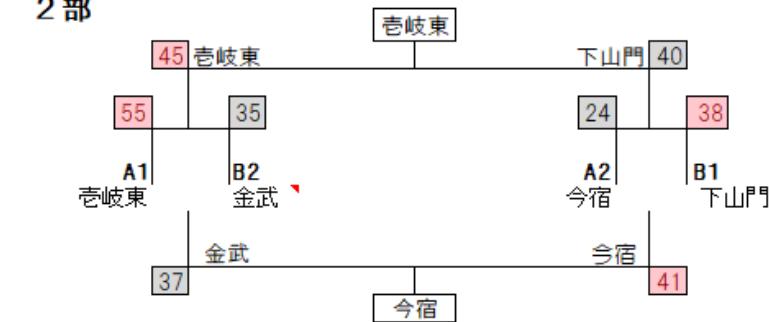 2部
壱岐東
45 壱岐東 下山門 40
55 35 24 38
A1 B2 A2 B1
壱岐東 金武 今宿 下山門
金武 今宿
37 41
今宿